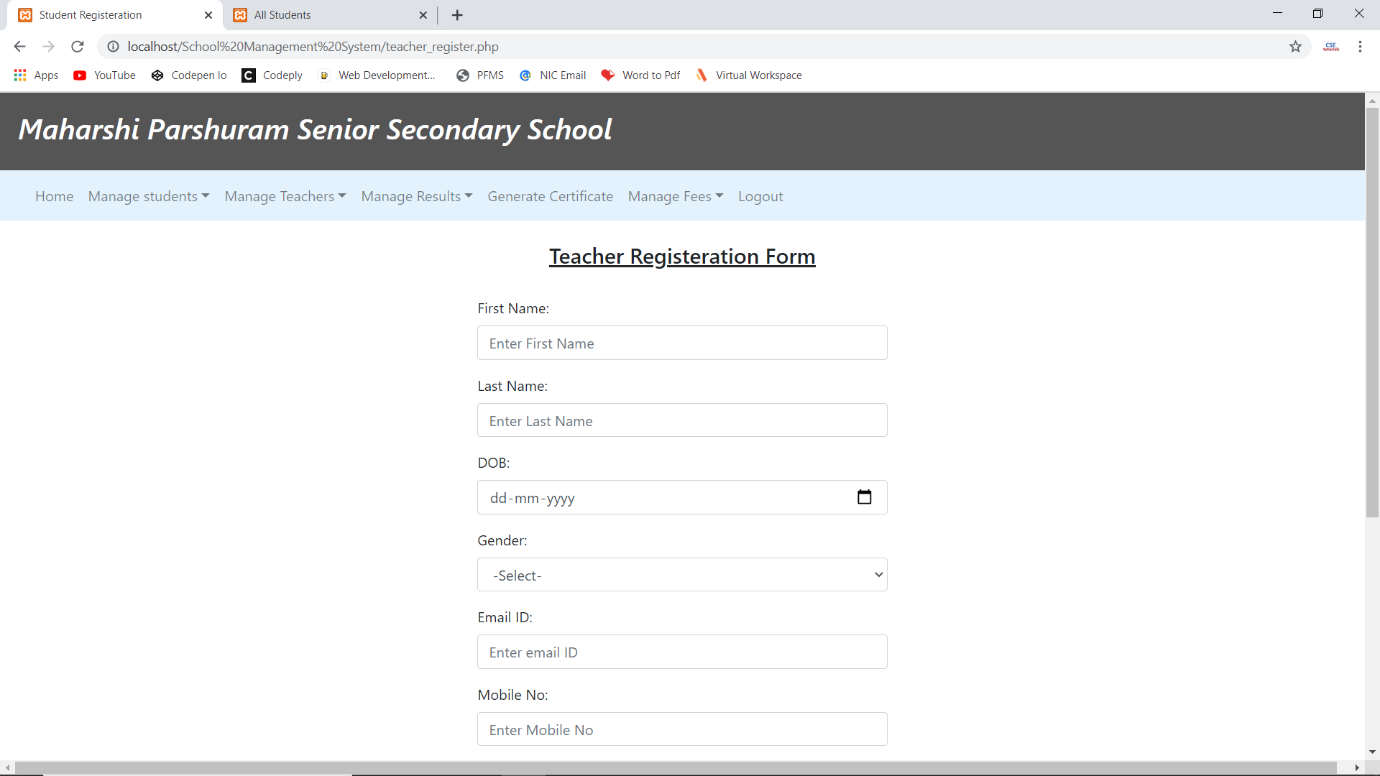 Student Registeration
All Students
localhost/School%20Management%20System/teacher_register.php
CSE
Apps YouTube Codepen Io Codeply Web Development... PFMS NIC Email Word to Pdf Virtual Workspace
Maharshi Parshuram Senior Secondary School
Home Manage students Manage Teachers Manage Results Generate Certificate Manage Fees Logout
Teacher Registeration Form
First Name:
Enter First Name
Last Name:
Enter Last Name
DOB:
dd-mm-yyyy
Gender:
-Select-
Email ID:
Enter email ID
Mobile No:
Enter Mobile No